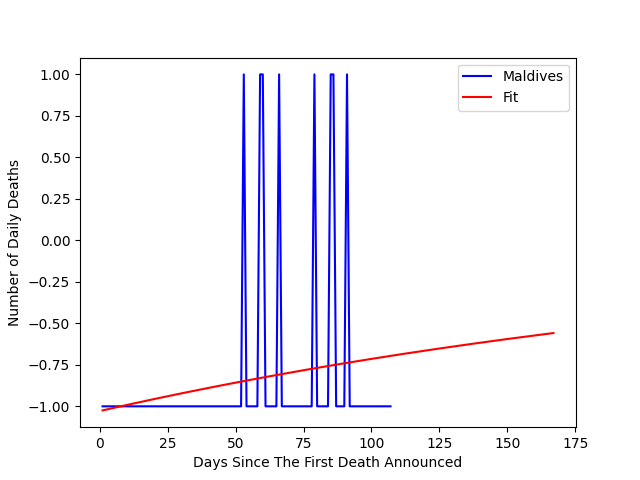 Maldives
Fit
1.00
0.75
0.50
0.25
0.00
−0.25
−0.50
−0.75
−1.00
Number of Daily Deaths
0 25 50 75 100 125 150 175
Days Since The First Death Announced